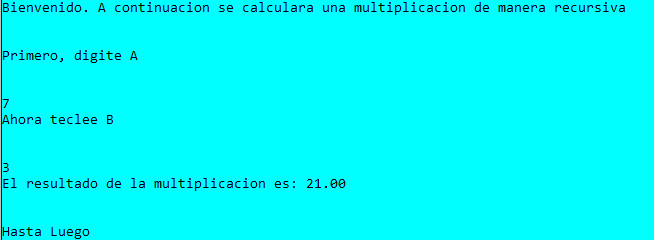 Bienvenido. A continuacion se calculara una multiplicacion de manera recursiva
Primero, digite A
7
Ahora teclee B
3
El resultado de la multiplicacion es: 21.00
Hasta Luego